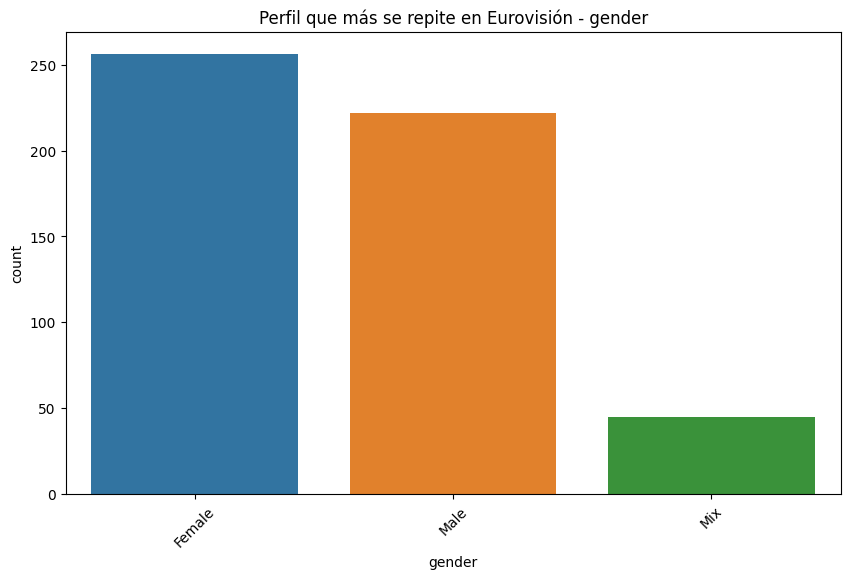 Perfil que más se repite en Eurovisión - gender
count
250
200
150
100
50
0
Female
Male
Mix
gender